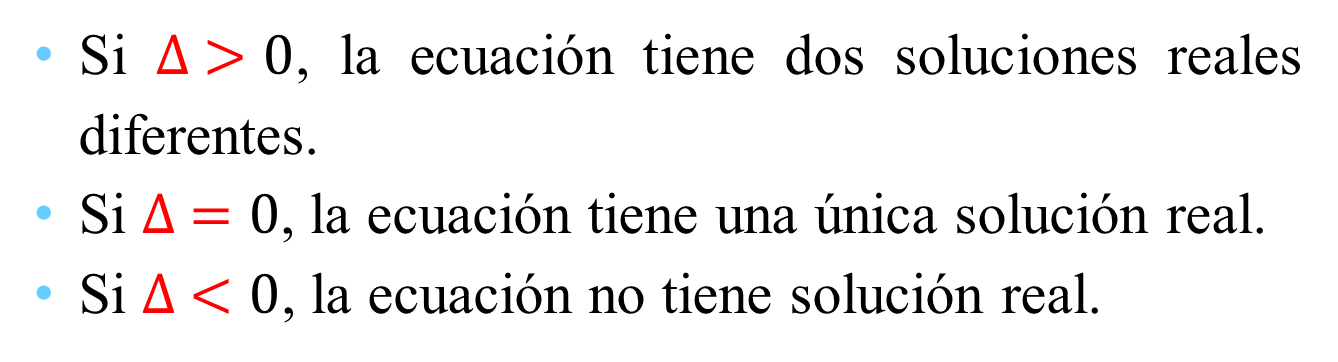 • Si Δ > 0, la ecuación tiene dos soluciones reales
diferentes.
• Si Δ = 0, la ecuación tiene una única solución real.
• Si Δ < 0, la ecuación no tiene solución real.